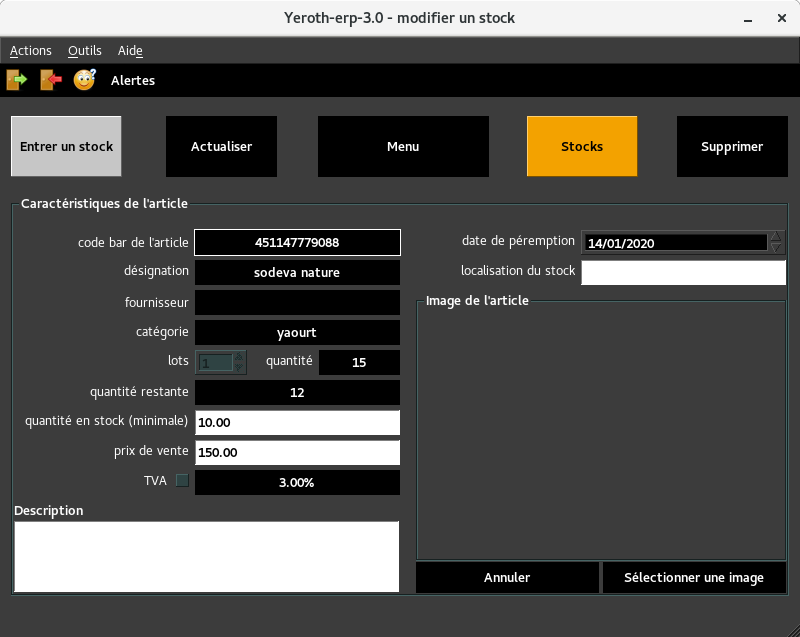 Yeroth-erp-3.0 - modifier un stock
Actions Outils Aide
Alertes
Entrer un stock
Actualiser
Menu
Stocks
Supprimer
Caractéristiques de l'article
code bar de l'article 451147779088
désignation sodeva nature
fournisseur
catégorie yaourt
lots 1 quantité 15
quantité restante 12
quantité en stock (minimale) 10.00
prix de vente 150.00
TVA 3.00%
Description
date de péremption 14/01/2020
localisation du stock
Image de l'article
Annuler
Sélectionner une image